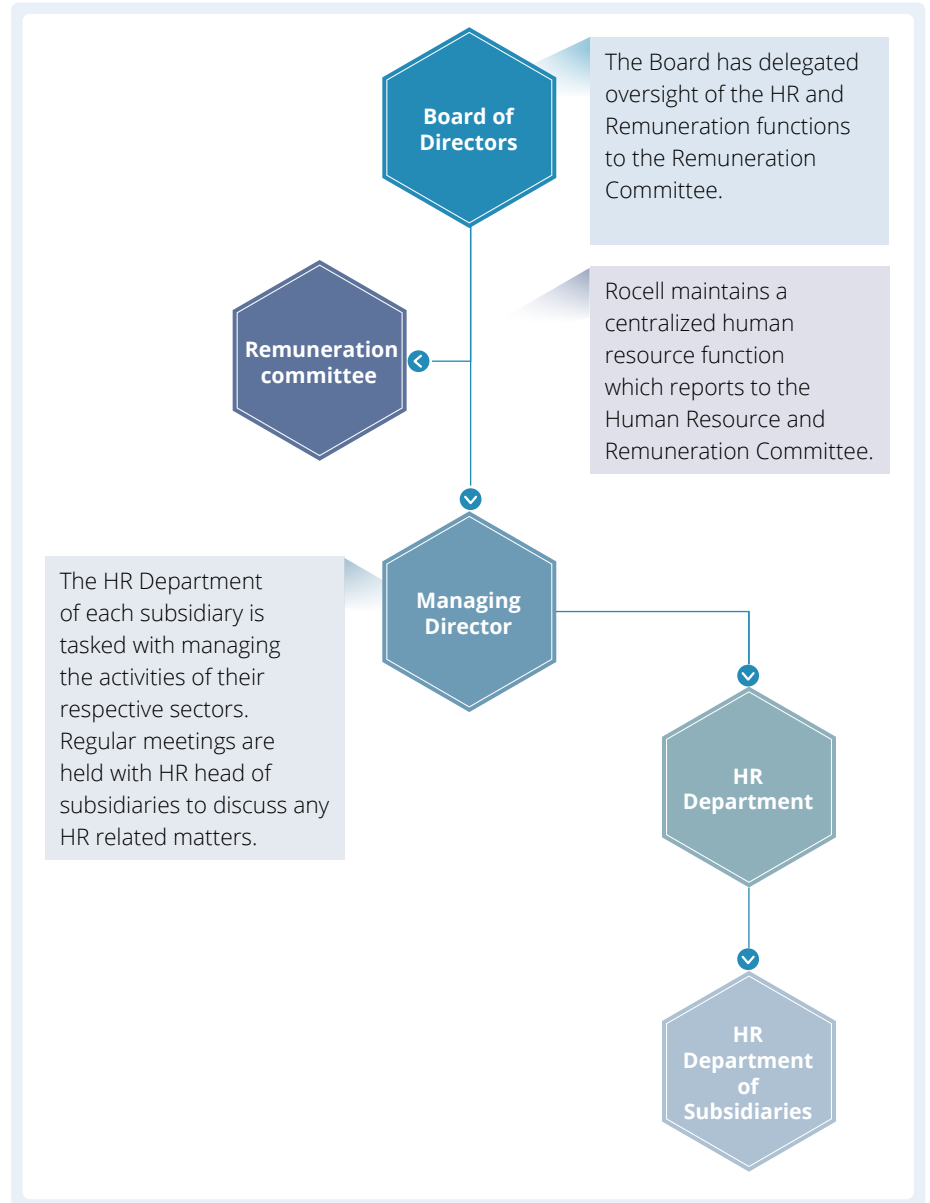 Board of
Directors
The Board has delegated
oversight of the HR and
Remuneration functions
to the Remuneration
Committee.
Remuneration
committee
Rocell maintains a
centralized human
resource function
which reports to the
Human Resource and
Remuneration Committee.
Managing
Director
The HR Department
of each subsidiary is
tasked with managing
the activities of their
respective sectors.
Regular meetings are
held with HR head of
subsidiaries to discuss any
HR related matters.
HR
Department
HR
Department
of
Subsidiaries